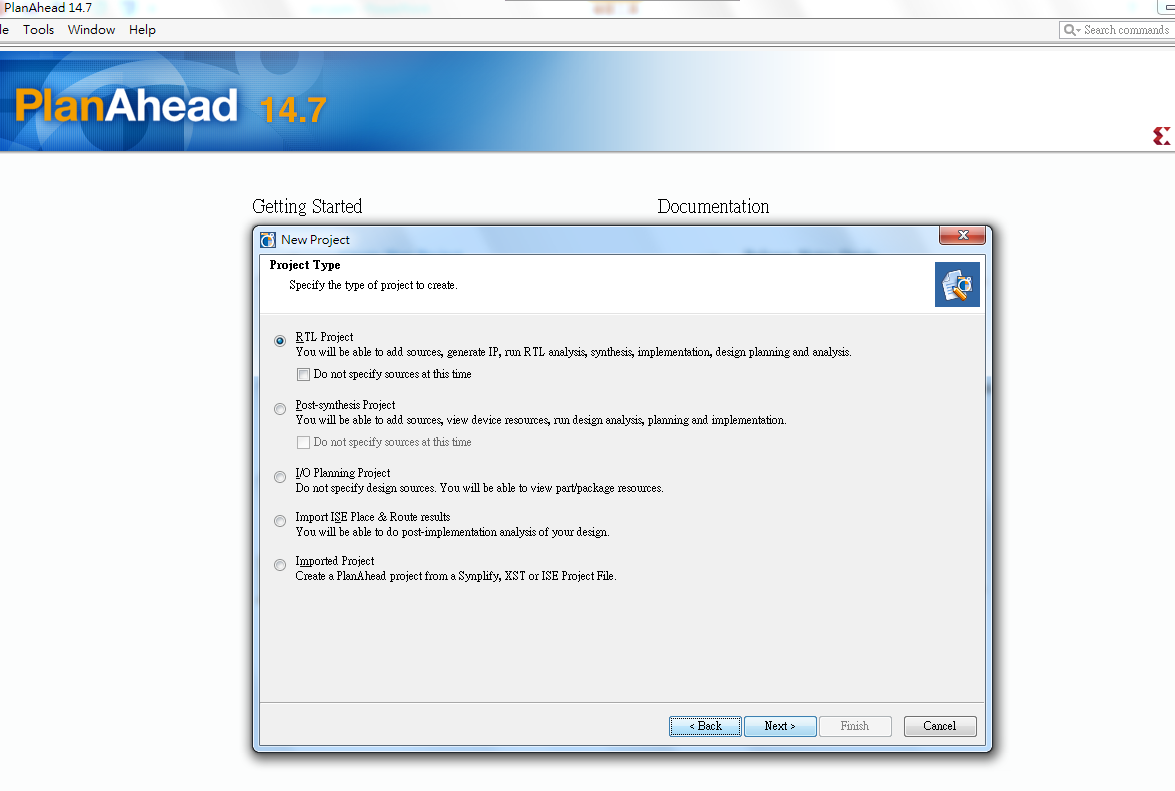 PlanAhead 14.7
le Tools Window Help
Search commands
PlanAhead 14.7
Getting Started
Documentation
New Project
Project Type
Specify the type of project to create.
RTL Project
You will be able to add sources, generate IP, run RTL analysis, synthesis, implementation, design planning and analysis.
Do not specify sources at this time
Post-synthesis Project
You will be able to add sources, view device resources, run design analysis, planning and implementation.
Do not specify sources at this time
I/O Planning Project
Do not specify design sources. You will be able to view part/package resources.
Import ISE Place & Route results
You will be able to do post-implementation analysis of your design.
Imported Project
Create a PlanAhead project from a Synplify, XST or ISE Project File.
< Back
Next >
Finish
Cancel